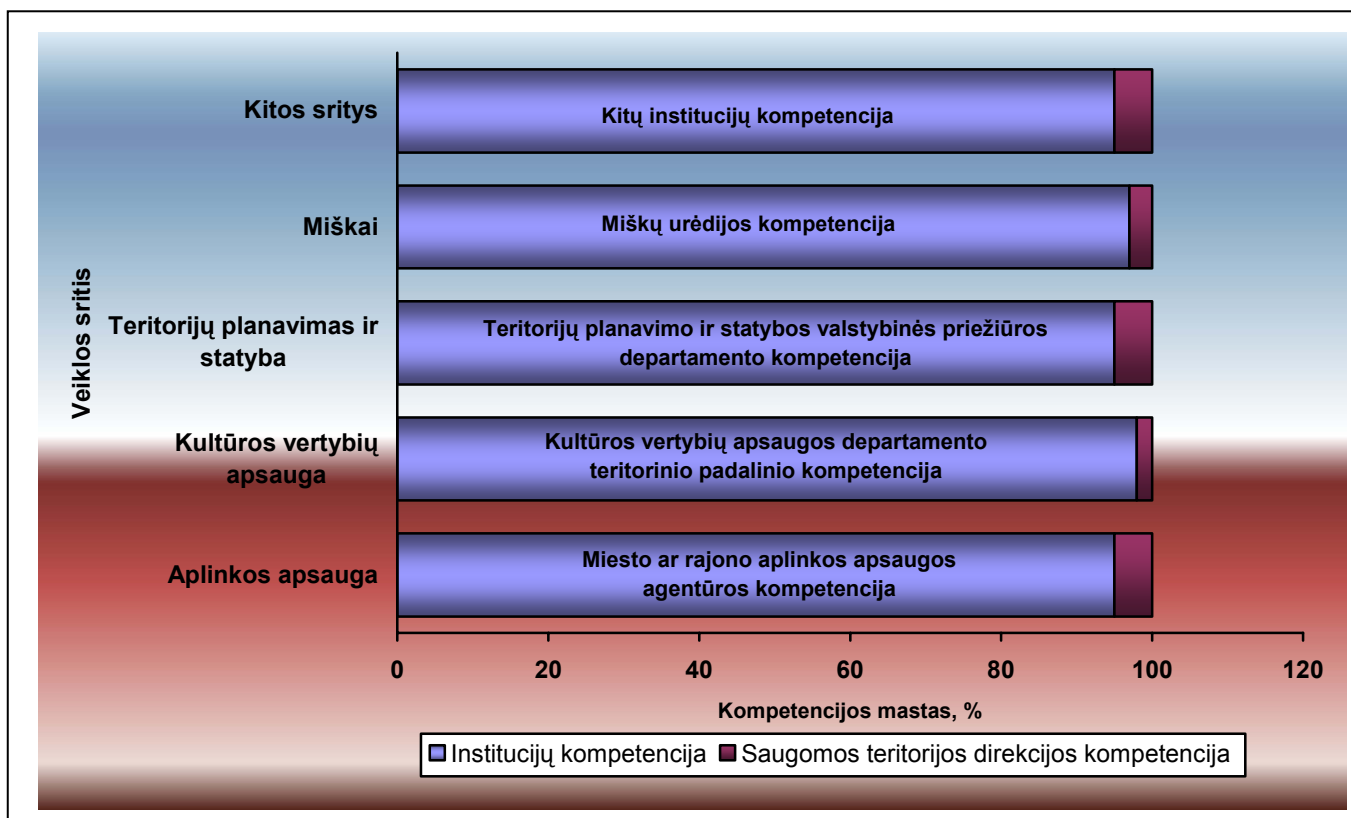 Kitos sritys
Kitų institucijų kompetencija
Miškai
Miškų urėdijos kompetencija
Veiklos sritis
Teritorijų planavimas ir
statyba
Teritorijų planavimo ir statybos valstybinės priežiūros
departamento kompetencija
Kultūros vertybių
apsauga
Kultūros vertybių apsaugos departamento
teritorinio padalinio kompetencija
Aplinkos apsauga
Miesto ar rajono aplinkos apsaugos
agentūros kompetencija
0 20 40 60 80 100 120
Kompetencijos mastas, %
Institucijų kompetencija Saugomos teritorijos direkcijos kompetencija